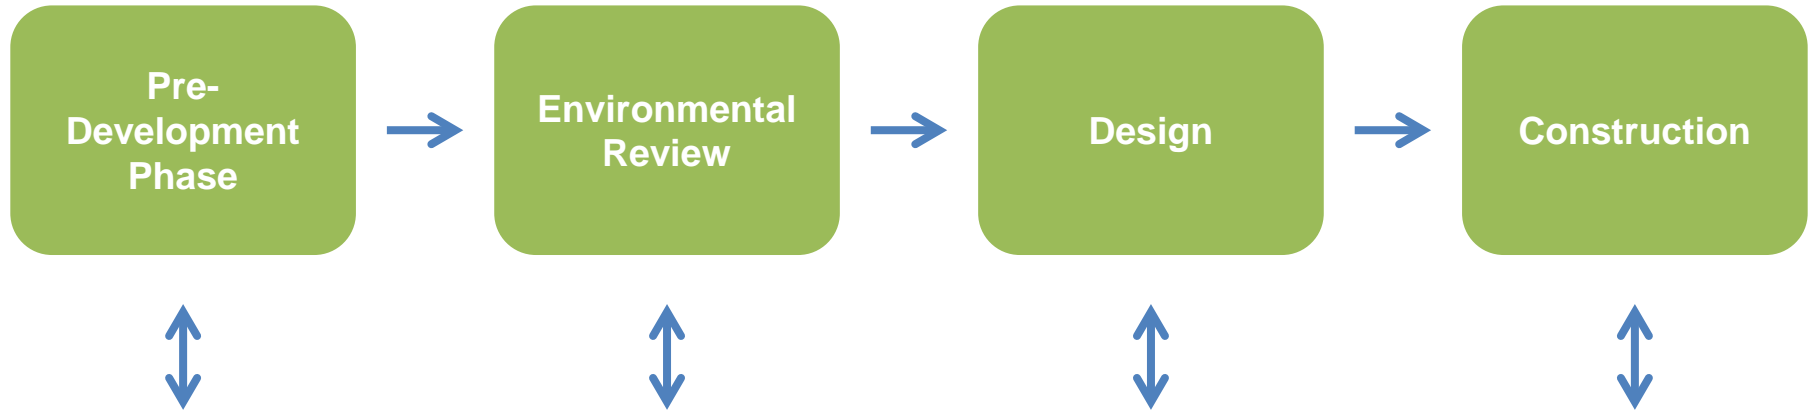 Pre-
Development
Phase
Environmental
Review
Design
Construction